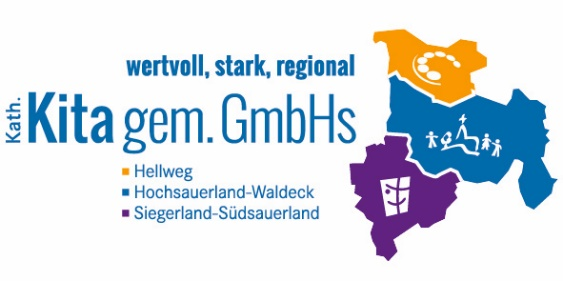 wertvoll, stark, regional
Kath. Kita gem. GmbHs
Hellweg
Hochsauerland-Waldeck
Siegerland-Südsauerland